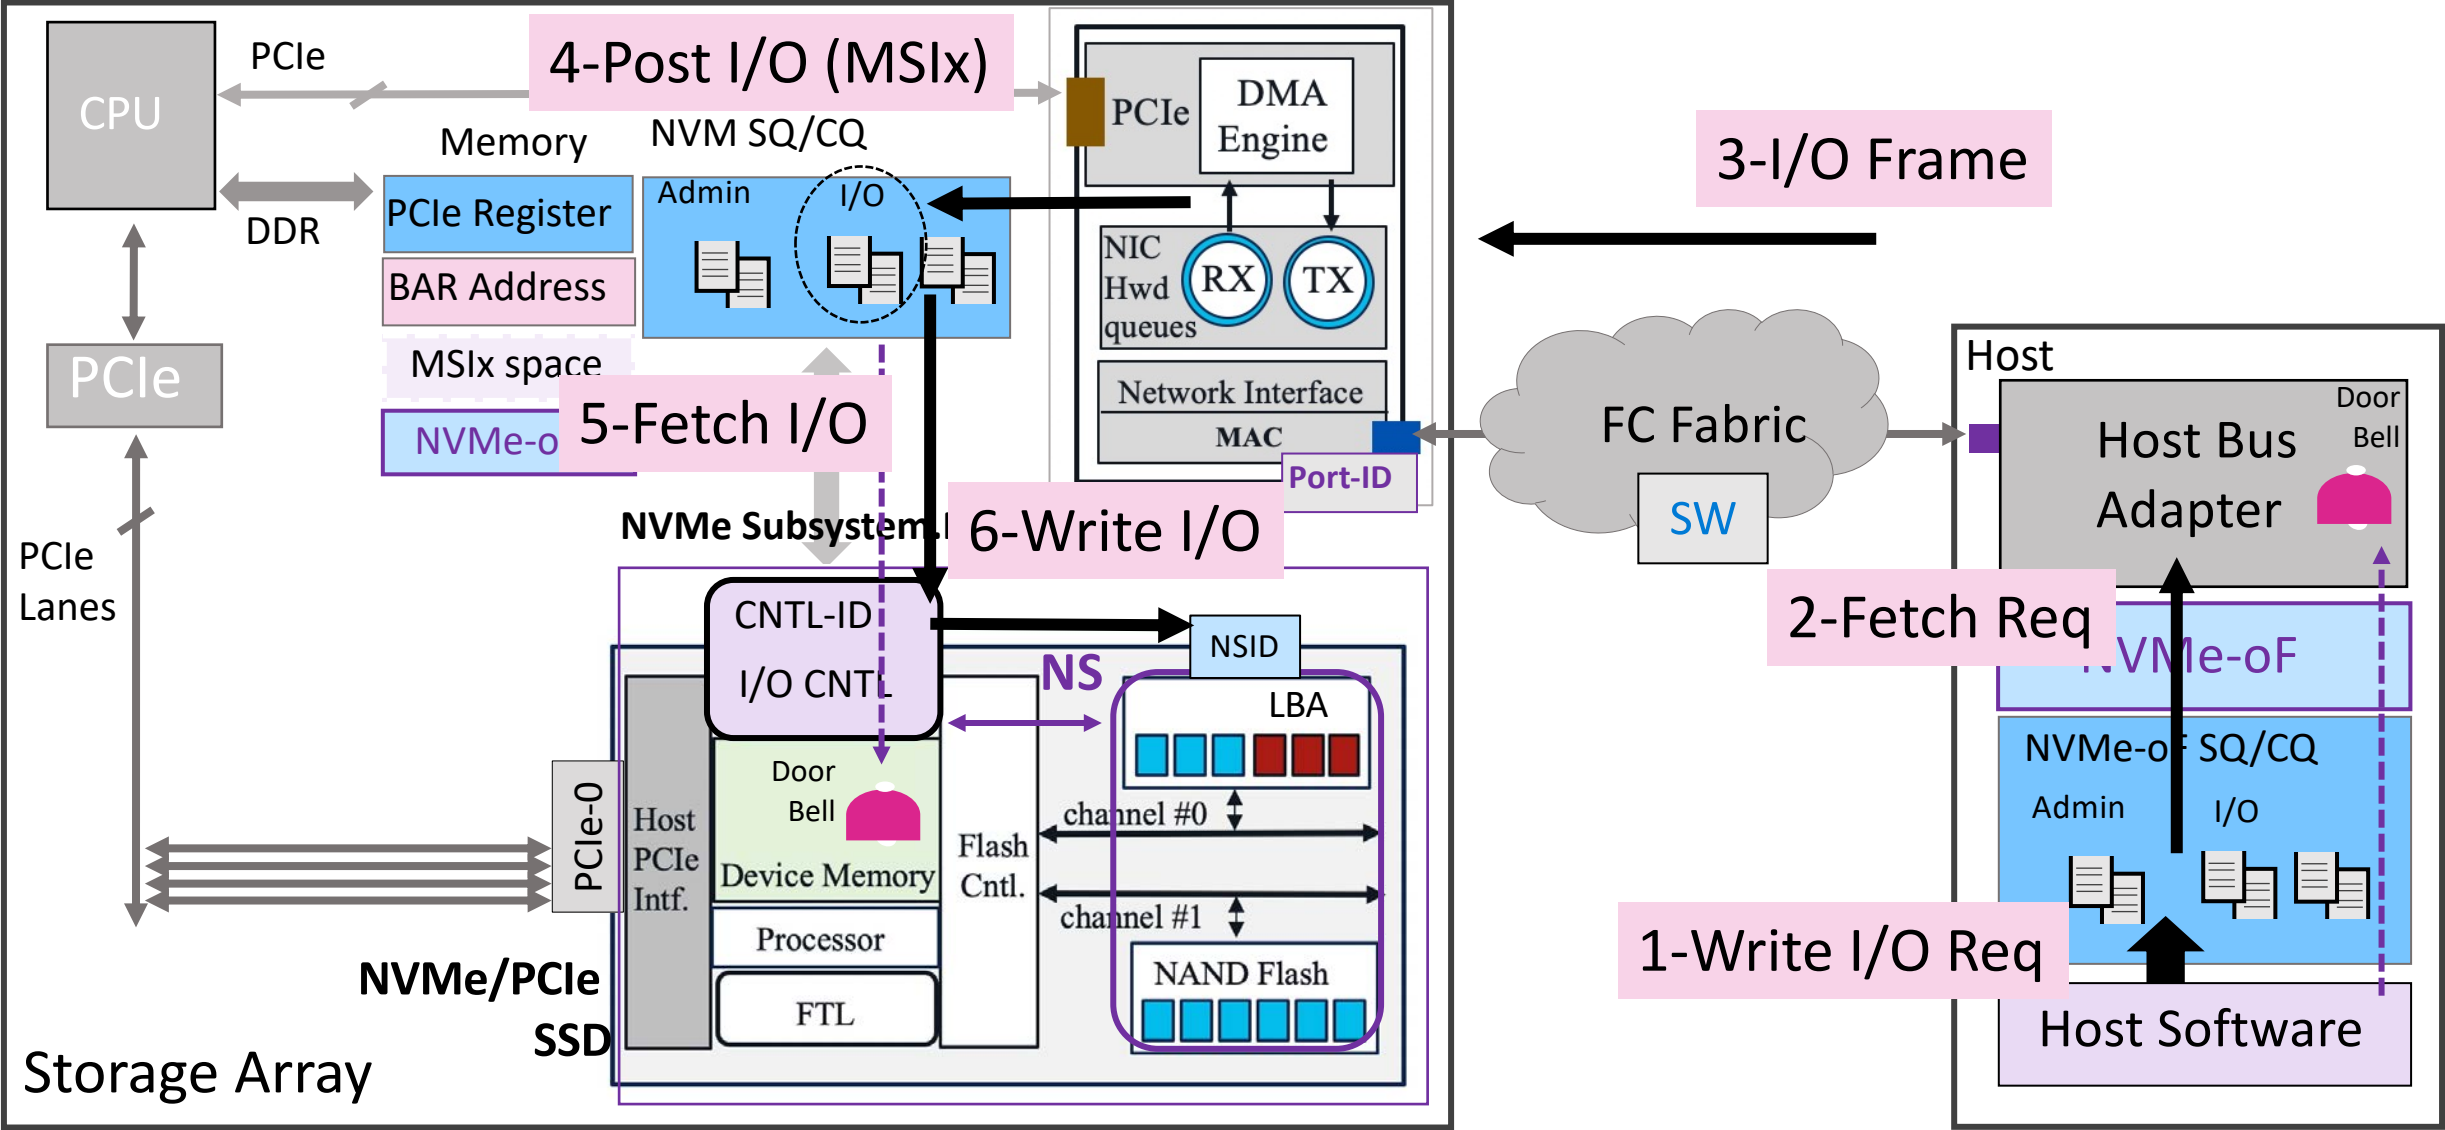 CPU
PCIe
4-Post I/O (MSIx)
PCIe
DMA
Engine
Memory
NVM SQ/CQ
DDR
PCIe Register
BAR Address
MSIx space
NVMe-o
Admin
I/O
NIC
Hwd
queues
RX
TX
Network Interface
MAC
Port-ID
3-I/O Frame
PCIe
5-Fetch I/O
FC Fabric
SW
Host
Host Bus
Adapter
Door
Bell
2-Fetch Req
NVMe-oF
NVMe-oF SQ/CQ
Admin
I/O
1-Write I/O Req
Host Software
PCIe
Lanes
NVMe Subsystem.
6-Write I/O
CNTL-ID
I/O CNTL
NSID
NS
LBA
Door
Bell
Device Memory
PCIe-0
Host
PCIe
Intf.
Flash
Cntl.
channel #0
channel #1
Processor
FTL
NAND Flash
NVMe/PCIe
SSD
Storage Array